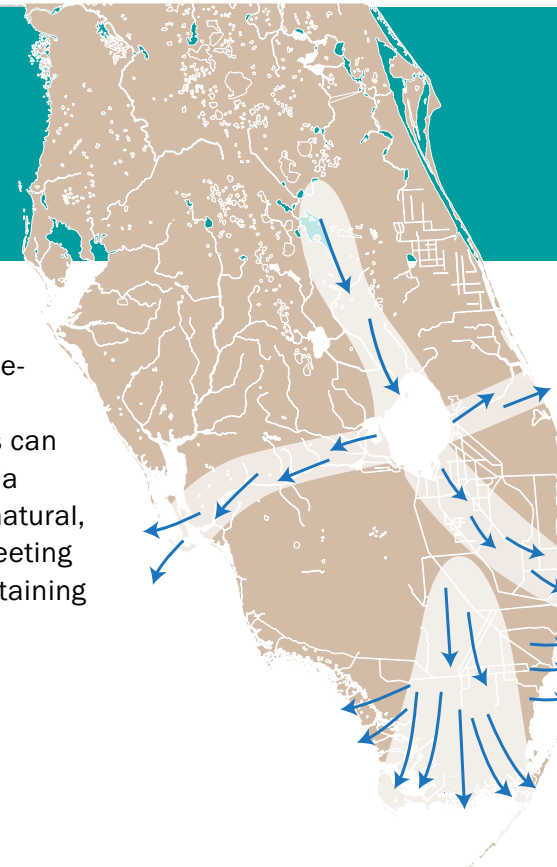 e-
s can
a
natural,
eeting
taining